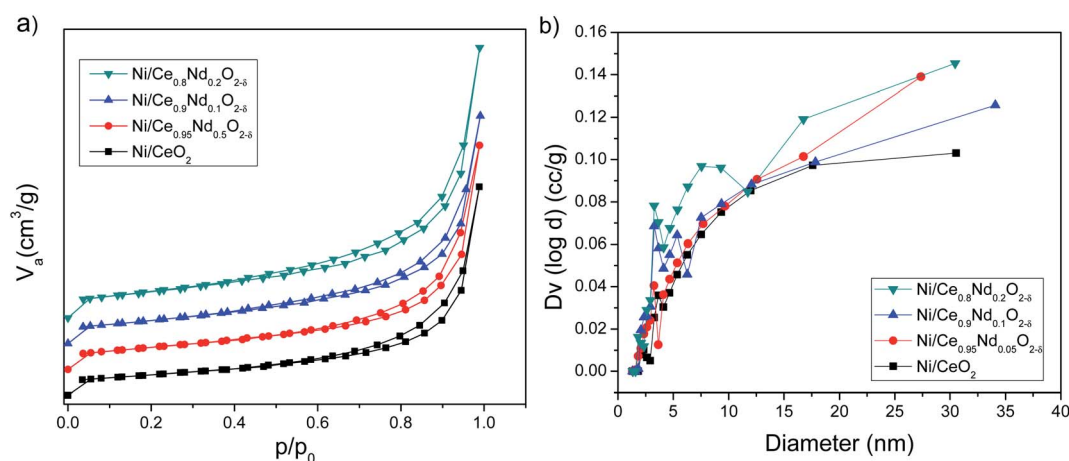 a)
Ni/Ce0.8Nd0.2O2-δ
Ni/Ce0.9Nd0.1O2-δ
Ni/Ce0.95Nd0.5O2-δ
Ni/CeO2
Va(cm3/g)
0.0 0.2 0.4 0.6 0.8 1.0
p/p0
b)
0.16
0.14
0.12
0.10
0.08
0.06
0.04
0.02
0.00
Dv (log d) (cc/g)
Ni/Ce0.8Nd0.2O2-δ
Ni/Ce0.9Nd0.1O2-δ
Ni/Ce0.95Nd0.05O2-δ
Ni/CeO2
0 5 10 15 20 25 30 35 40
Diameter (nm)